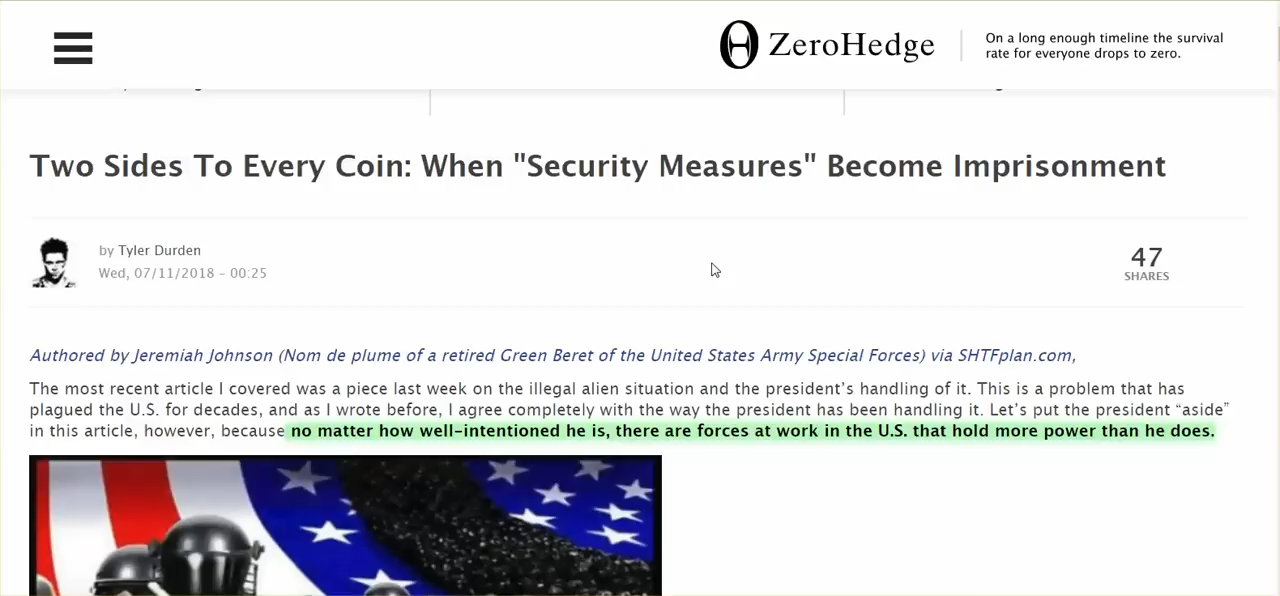 ZeroHedge
On a long enough timeline the survival
rate for everyone drops to zero.
Two Sides To Every Coin: When "Security Measures" Become Imprisonment
by Tyler Durden
Wed, 07/11/2018 - 00:25
47
SHARES
Authored by Jeremiah Johnson (Nom de plume of a retired Green Beret of the United States Army Special Forces) via SHTFplan.com,
The most recent article I covered was a piece last week on the illegal alien situation and the president’s handling of it. This is a problem that has
plagued the U.S. for decades, and as I wrote before, I agree completely with the way the president has been handling it. Let’s put the president “aside”
in this article, however, because no matter how well-intentioned he is, there are forces at work in the U.S. that hold more power than he does.